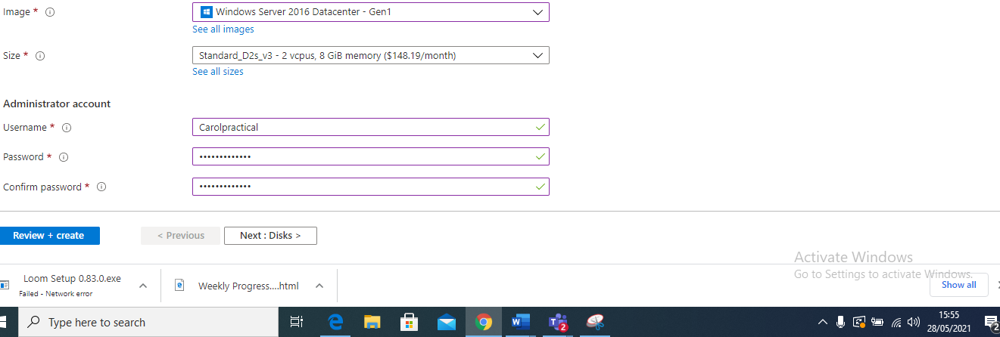 Image *
Windows Server 2016 Datacenter - Gen1
See all images
Size *
Standard_D2s_v3 - 2 vcpus, 8 GiB memory ($148.19/month)
See all sizes
Administrator account
Username *
Carolpractical
Password *
•••••••••••••
Confirm password *
•••••••••••••
Review + create
< Previous
Next : Disks >
Activate Windows
Go to Settings to activate Windows.
Loom Setup 0.83.0.exe
Failed - Network error
Weekly Progress....html
Show all
Type here to search
2
15:55
28/05/2021
2